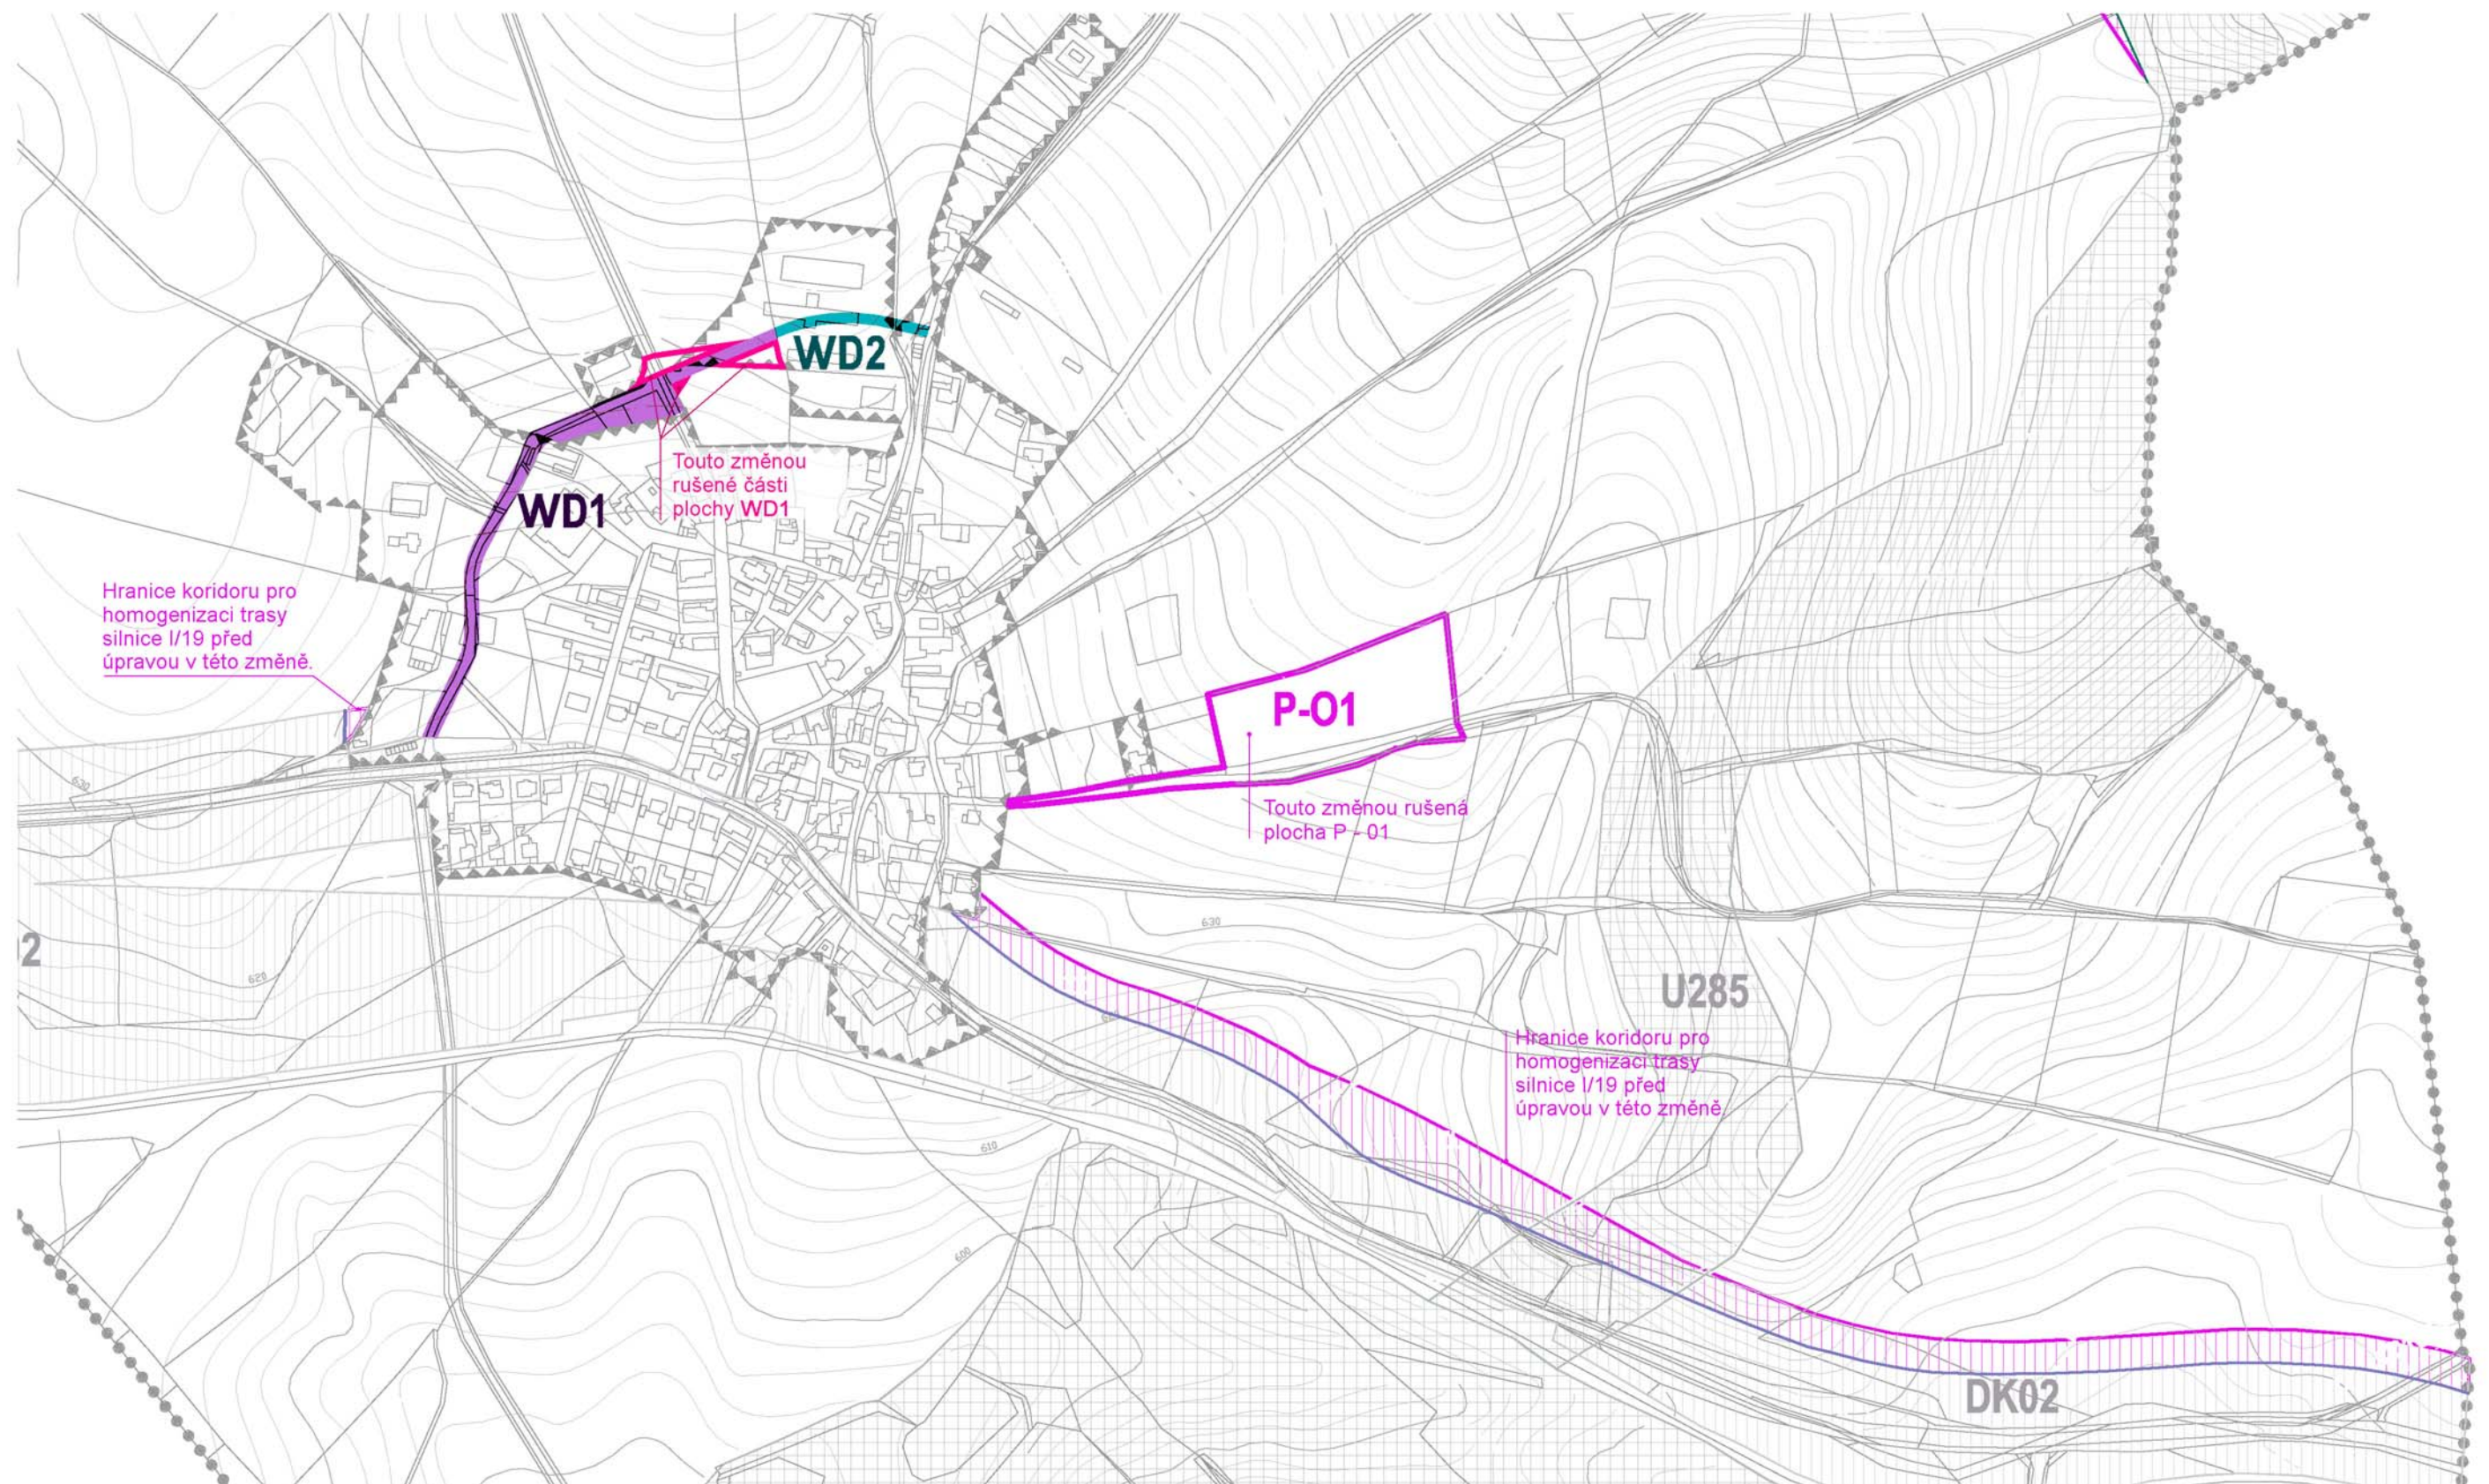 WD2
Touto změnou
rušené části
plochy WD1
WD1
Hranice koridoru pro
homogenizaci trasy
silnice I/19 před
úpravou v této změně.
P-O1
Touto změnou rušená
plocha P - 01
630
630
620
U285
Hranice koridoru pro
homogenizaci trasy
silnice I/19 před
úpravou v této změně.
610
600
DK02